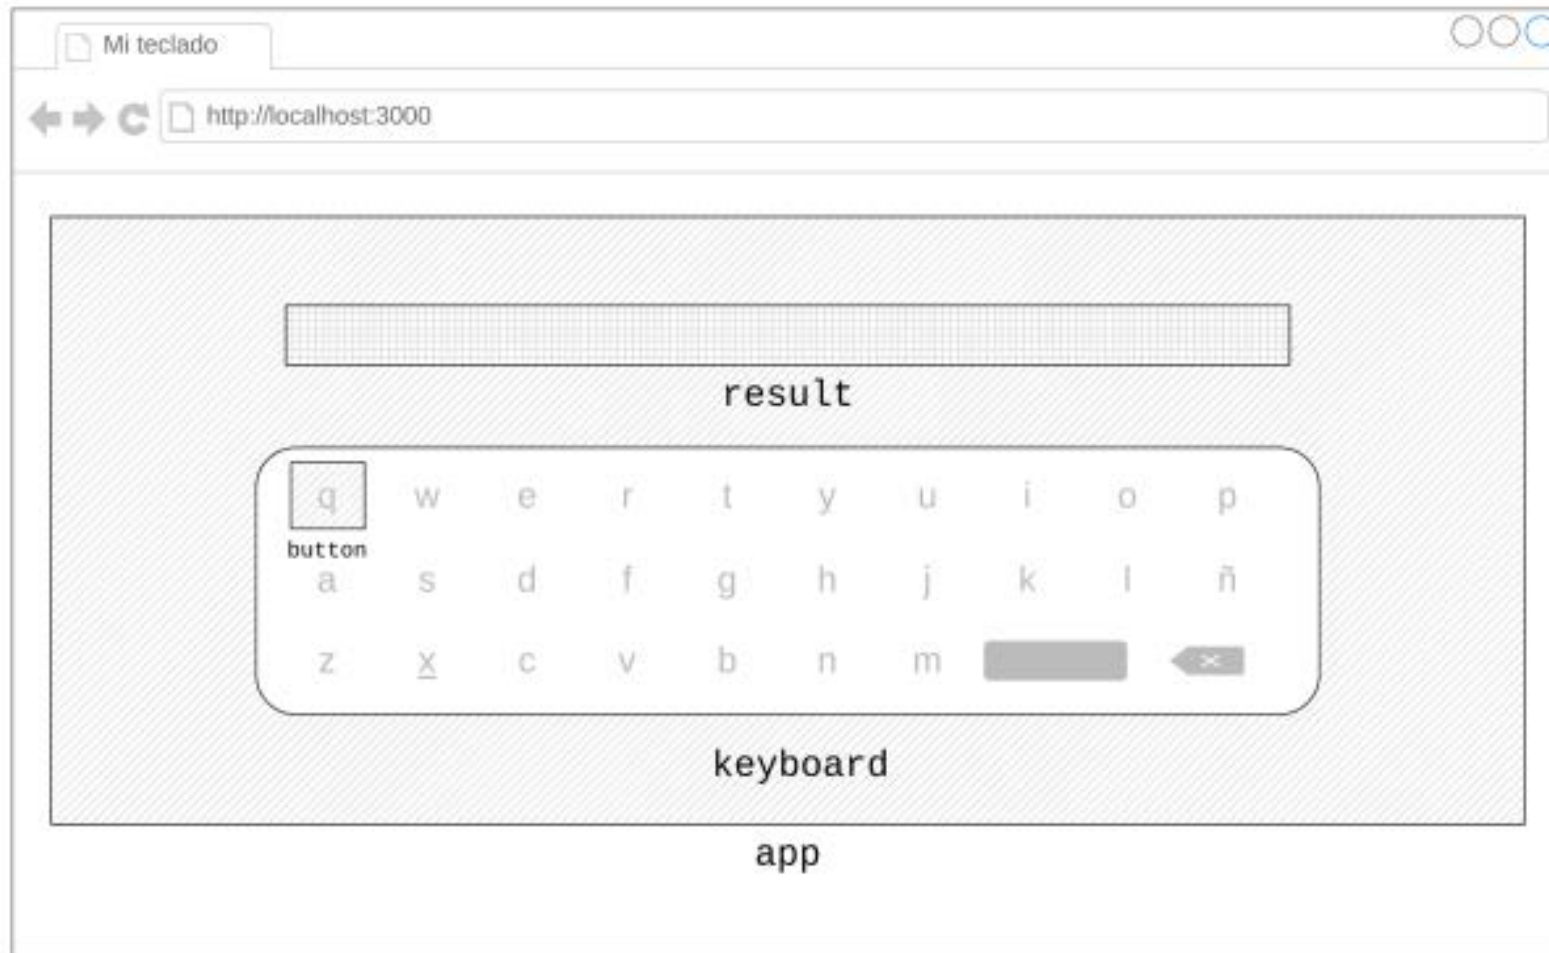 Mi teclado
http://localhost:3000
result
q w e r t y u i o p
button
a s d f g h j k l ñ
z x c v b n m
keyboard
app